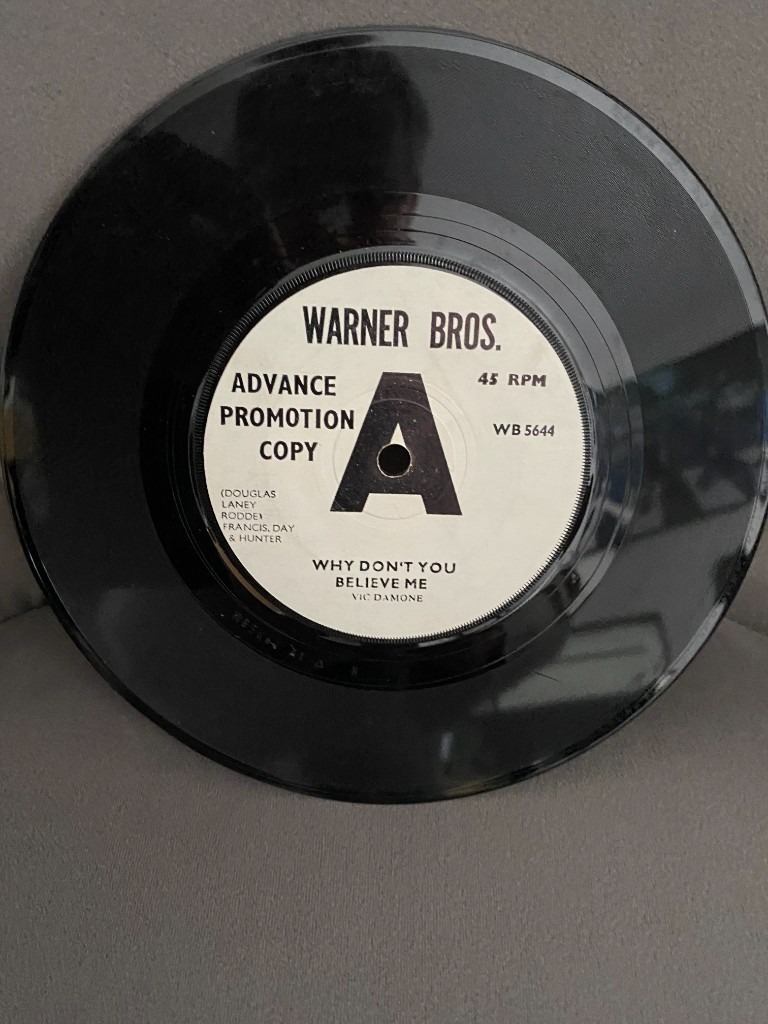 WARNER BROS.
ADVANCE
PROMOTION
COPY
A
45 RPM
WB 5644
(DOUGLAS
LANEY
RODDE)
FRANCIS, DAY
& HUNTER
WHY DON'T YOU
BELIEVE ME
VIC DAMONE